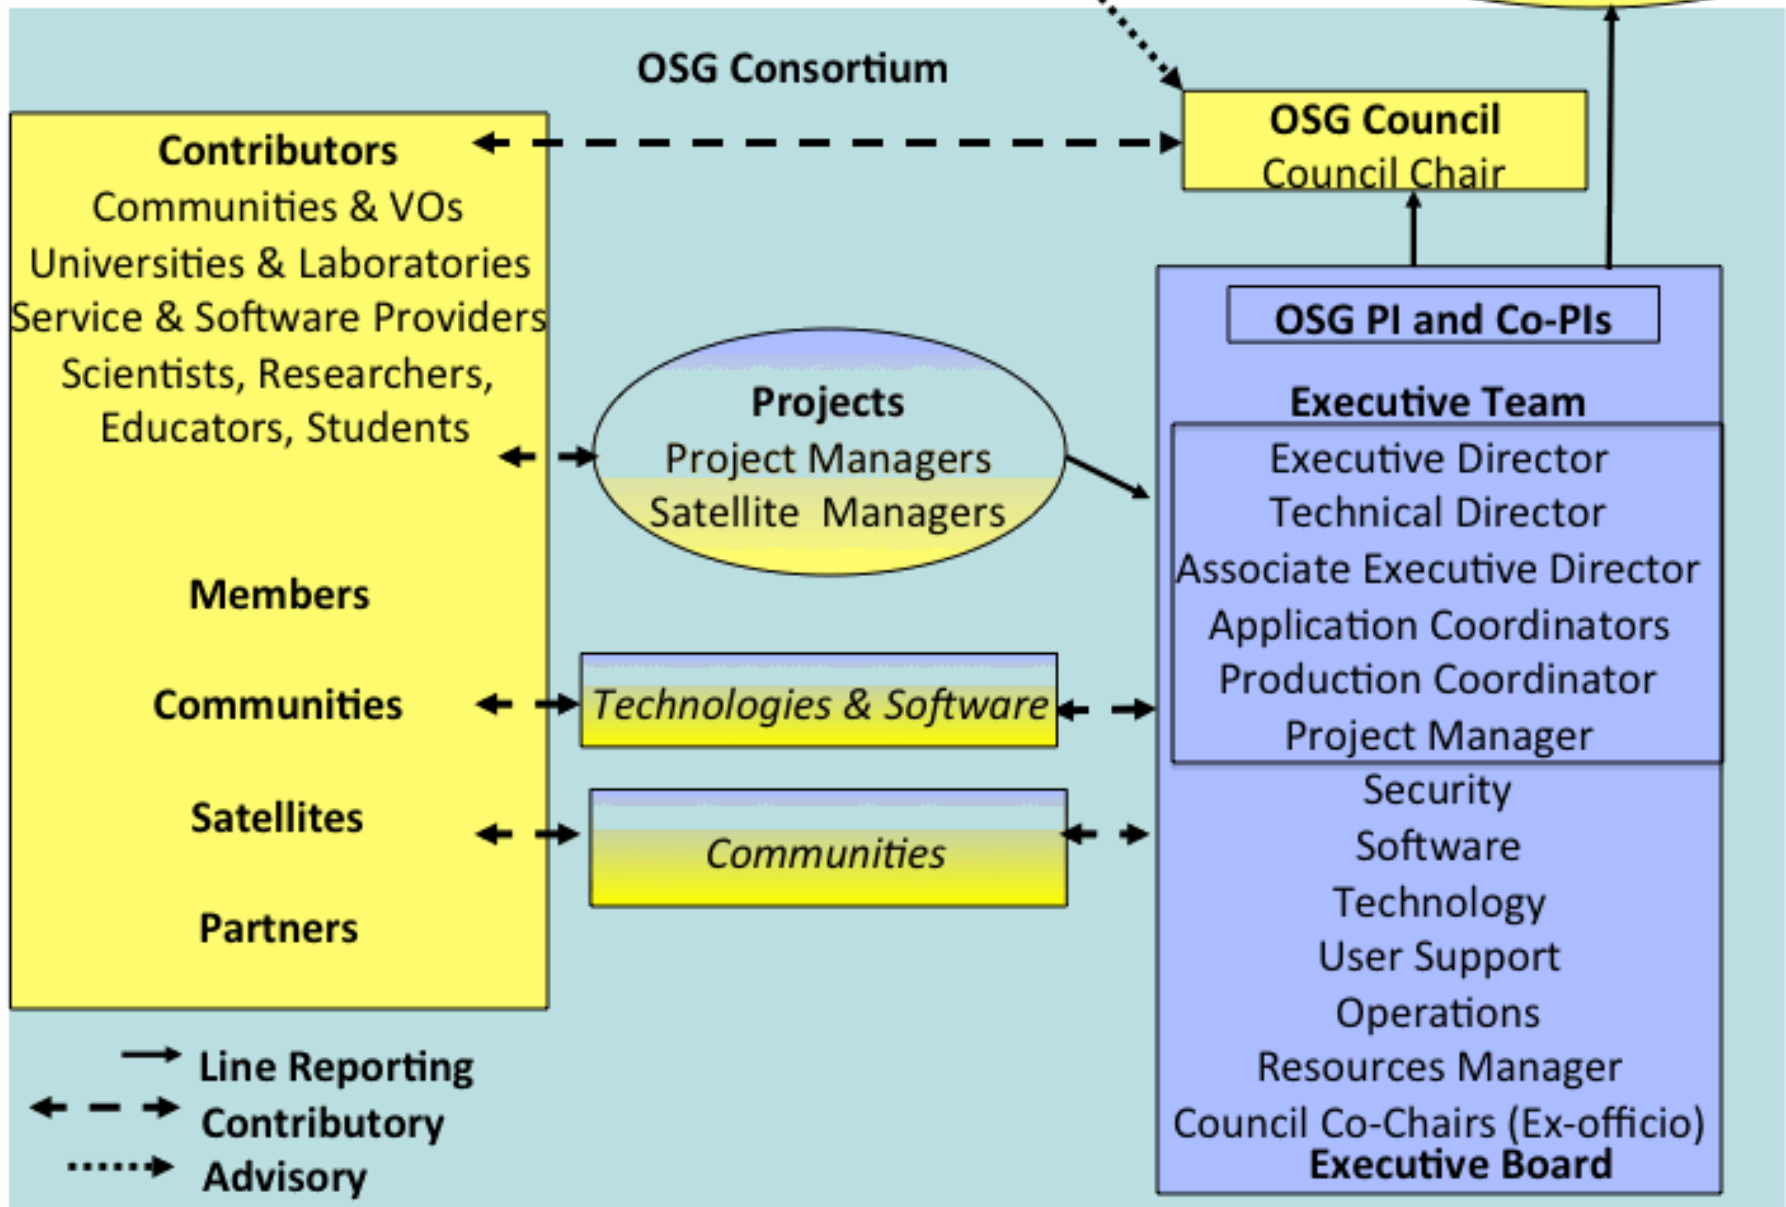 OSG Consortium
OSG Council
Council Chair
Contributors
Communities & VOs
Universities & Laboratories
Service & Software Providers
Scientists, Researchers,
Educators, Students
Members
Communities
Satellites
Partners
Projects
Project Managers
Satellite Managers
Technologies & Software
Communities
OSG PI and Co-PIs
Executive Team
Executive Director
Technical Director
Associate Executive Director
Application Coordinators
Production Coordinator
Project Manager
Security
Software
Technology
User Support
Operations
Resources Manager
Council Co-Chairs (Ex-officio)
Executive Board
Line Reporting
Contributory
Advisory